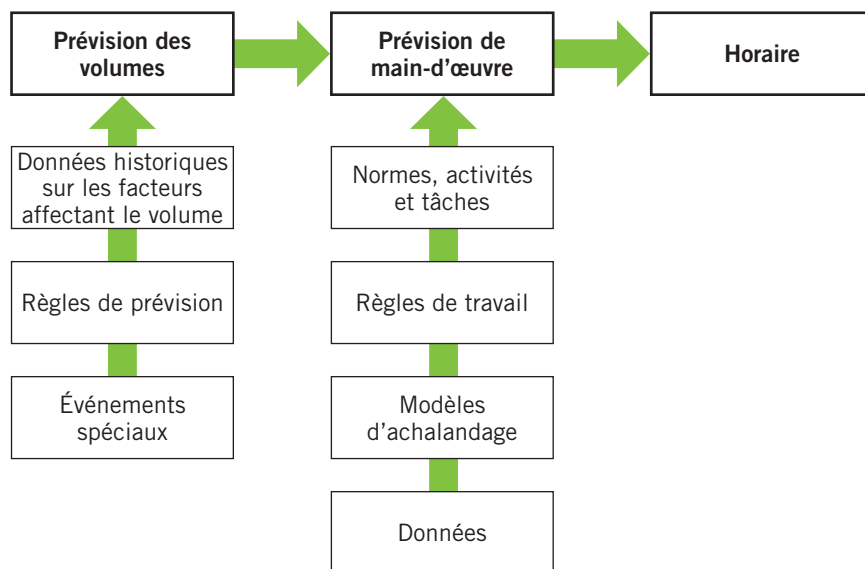 Prévision des
volumes
Prévision de
main-d'œuvre
Horaire
Données historiques
sur les facteurs
affectant le volume
Règles de prévision
Événements
spéciaux
Normes, activités
et tâches
Règles de travail
Modèles
d'achalandage
Données